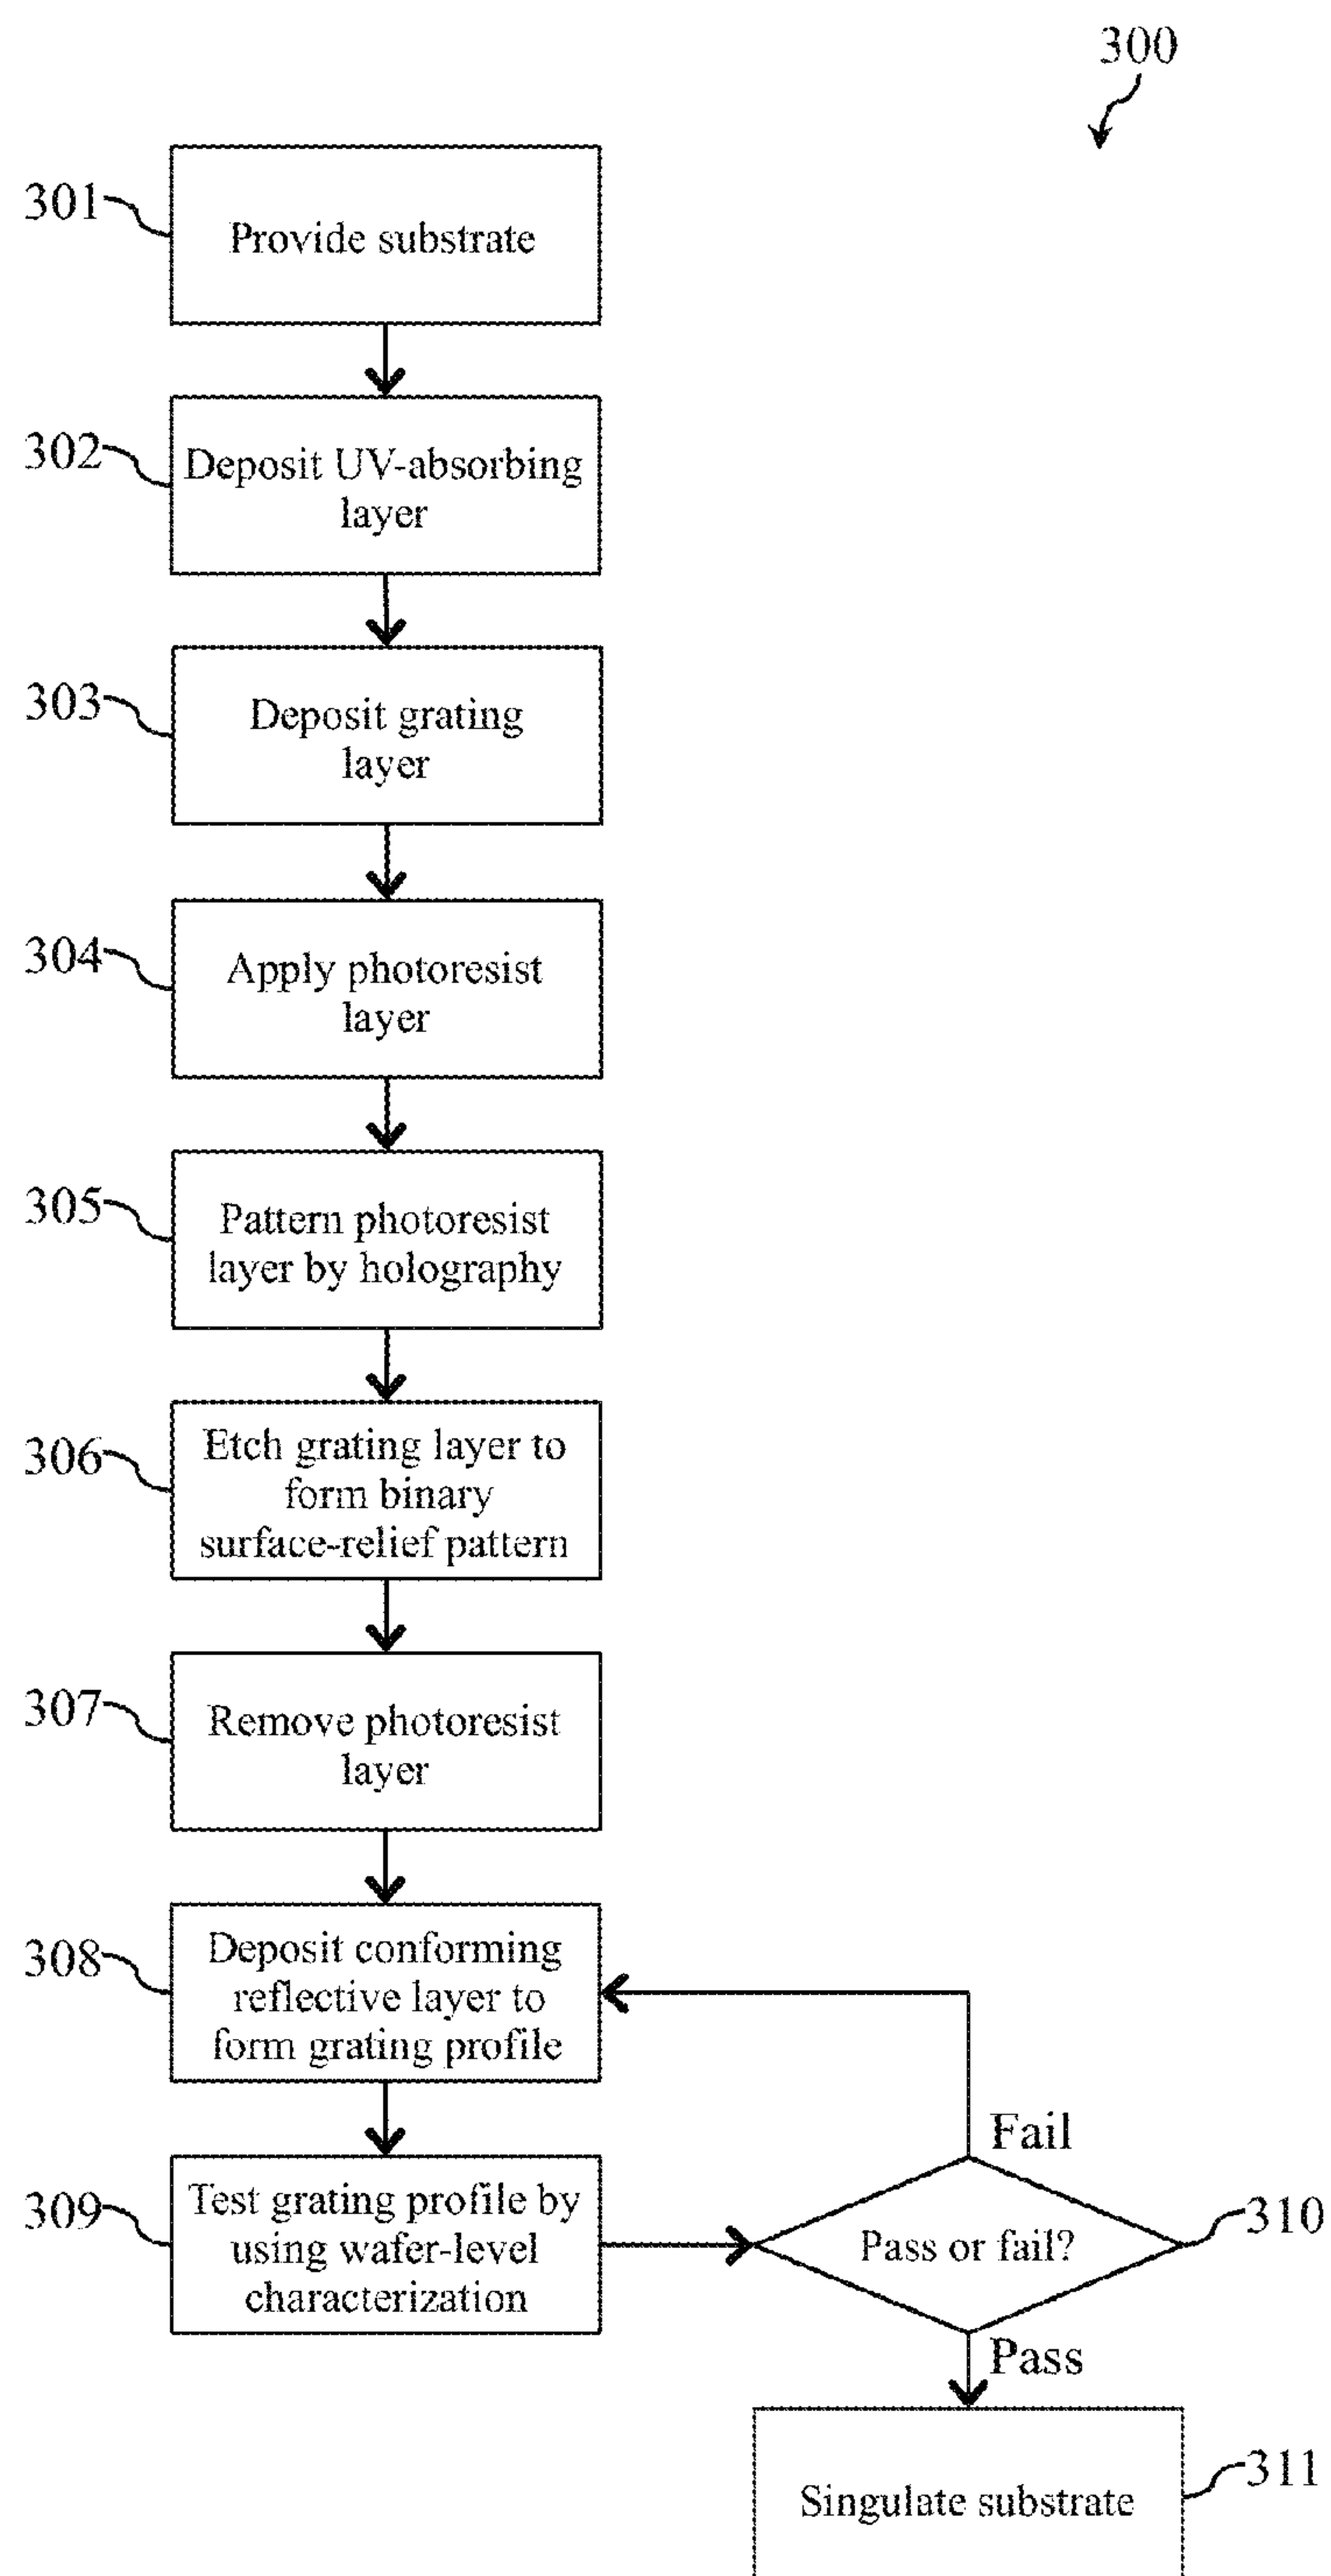 300
301
Provide substrate
302
Deposit UV-absorbing
layer
303
Deposit grating
layer
304
Apply photoresist
layer
305
Pattern photoresist
layer by holography
306
Etch grating layer to
form binary
surface-relief pattern
307
Remove photoresist
layer
308
Deposit conforming
reflective layer to
form grating profile
Fail
309
Test grating profile by
using wafer-level
characterization
Pass or fail?
310
Pass
311
Singulate substrate